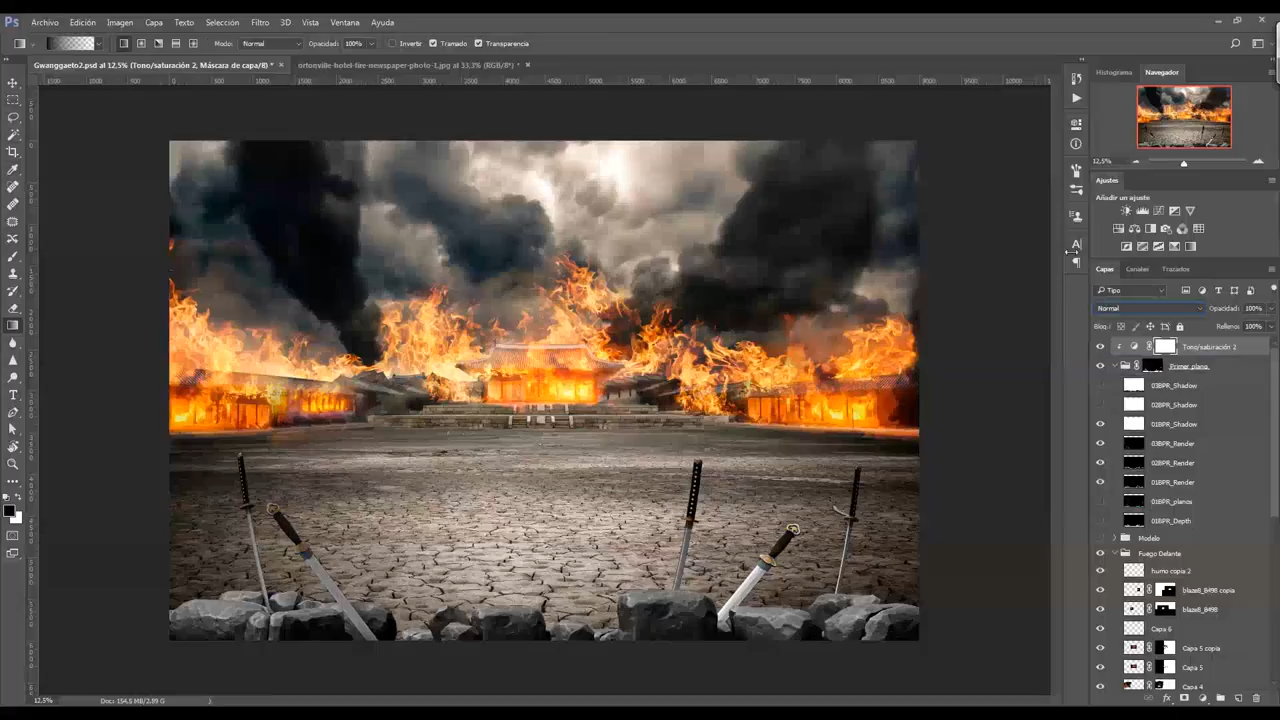 Ps Archivo Edición Imagen Capa Texto Selección Filtro 3D Vista Ventana Ayuda
Modo: Normal Opacidad: 100% Invertir Tramado Transparencia
Gwanggaeto2.psd al 12,5% (Tono/saturación 2, Máscara de capa/8) * × ortonville-hotel-fire-newspaper-photo-1.jpg al 33,3% (RGB/8*) * ×
Histograma Navegador
12,5%
Ajustes
Añadir un ajuste
Capas Canales Trazados
Tipo
Normal Opacidad: 100%
Bloq.: Relleno: 100%
Tono/saturación 2
Primer plano
03BPR_Shadow
02BPR_Shadow
01BPR_Shadow
03BPR_Render
02BPR_Render
01BPR_Render
01BPR_planos
01BPR_Depth
Modelo
Fuego Delante
humo copia 2
blaze8_8498 copia
blaze8_8498
Capa 6
Capa 5 copia
Capa 5
Capa 4
12,5% Doc: 154,5 MB/2,89 G